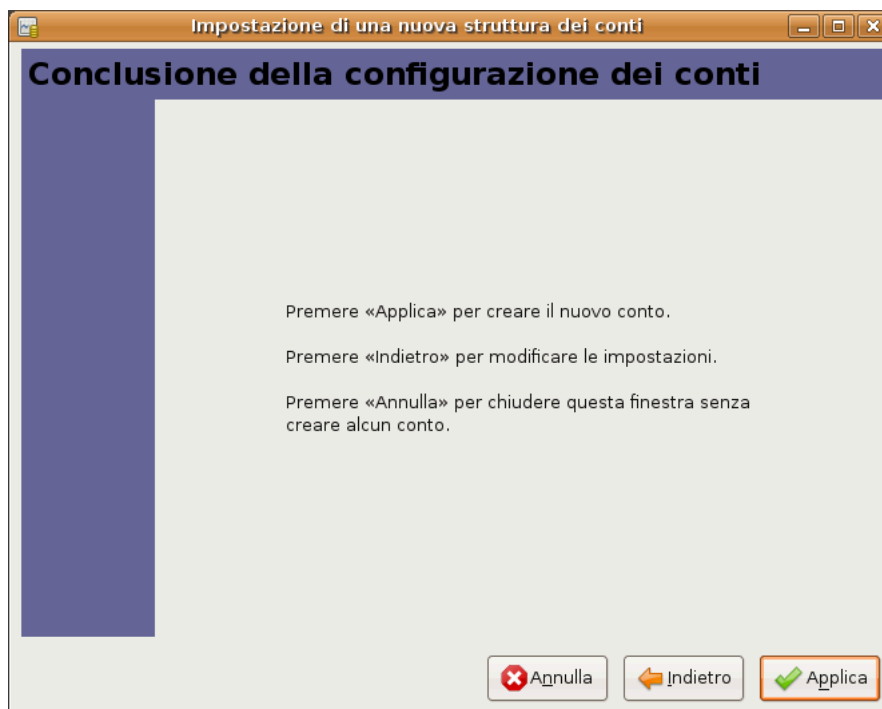 Impostazione di una nuova struttura dei conti
Conclusione della configurazione dei conti
Premere «Applica» per creare il nuovo conto.
Premere «Indietro» per modificare le impostazioni.
Premere «Annulla» per chiudere questa finestra senza
creare alcun conto.
Annulla
Indietro
Applica